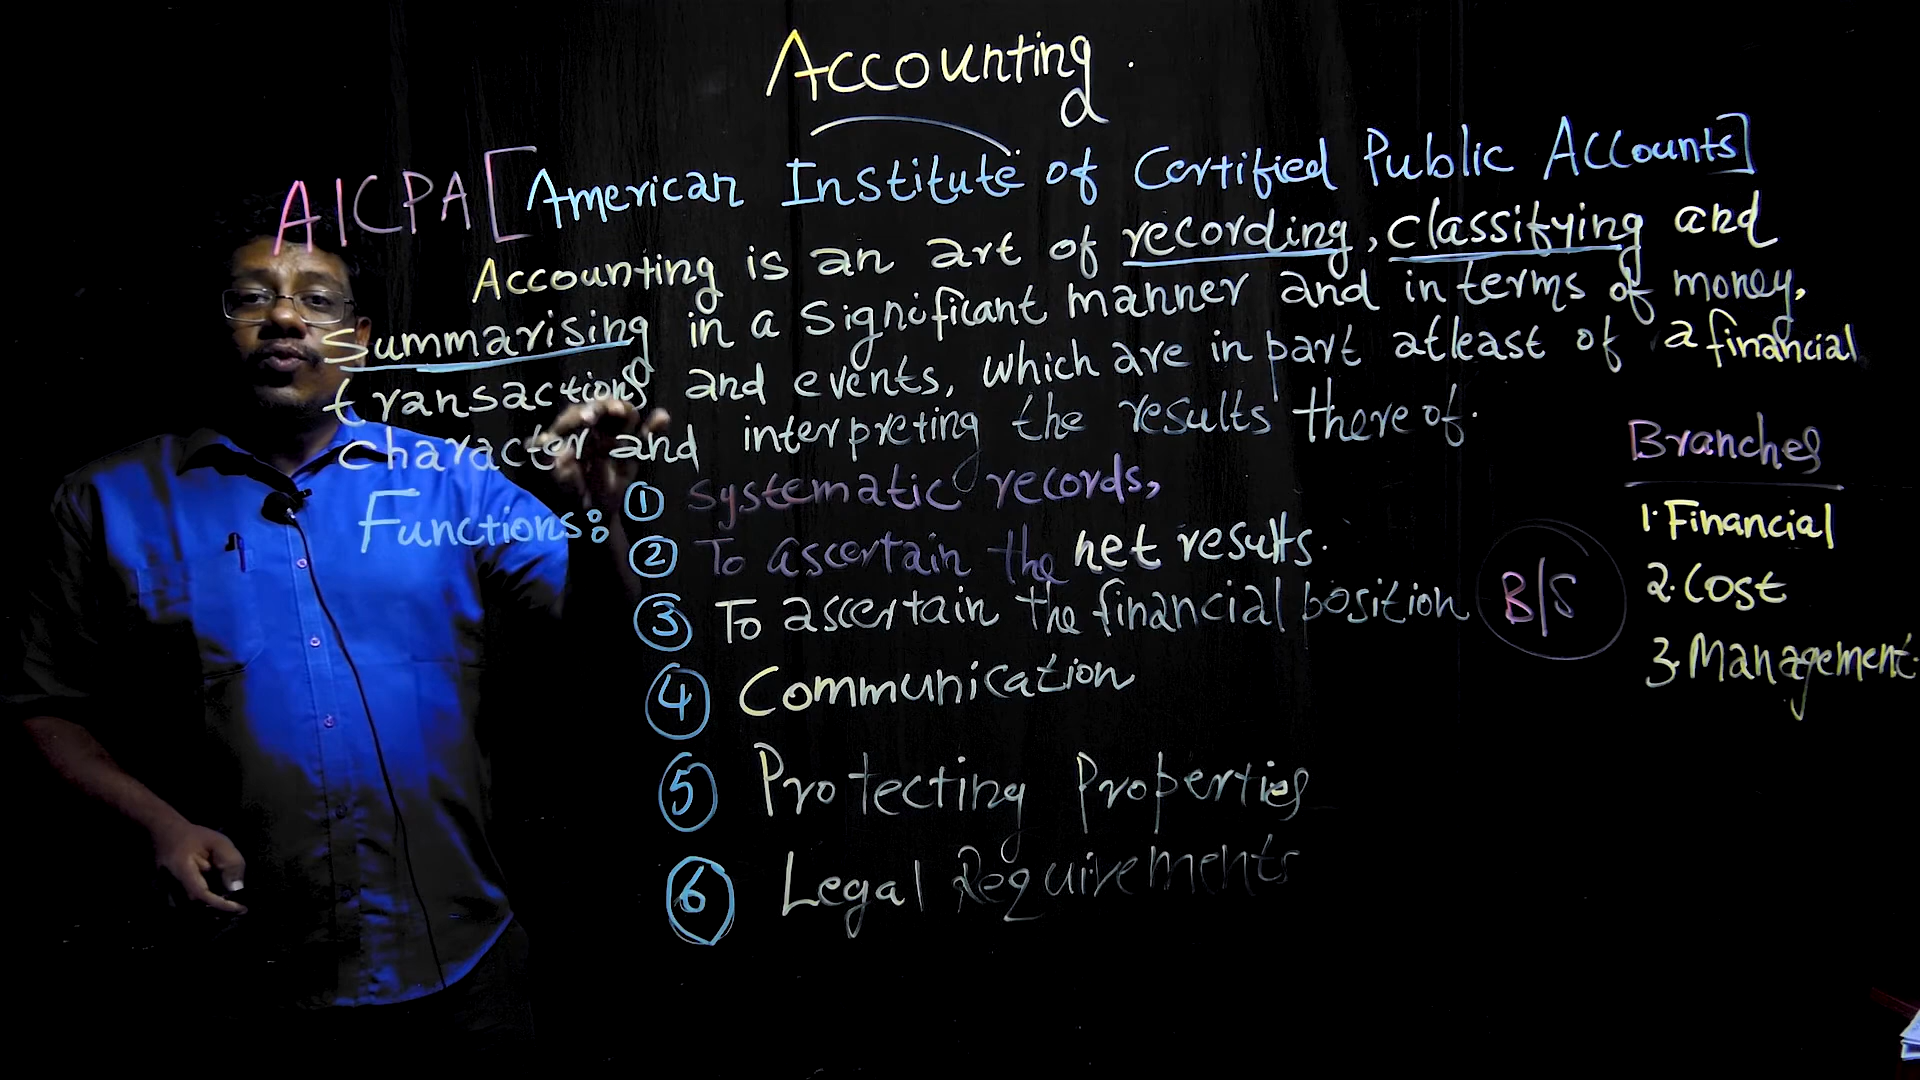 Accounting.
AICPA [American Institute of Certified Public Accounts]
Accounting is an art of recording, classifying and
Summarising in a significant manner and in terms of money,
transactions and events, which are in part atleast of a financial
character and interpreting the results there of.
Functions: ① Systematic records,
② To ascertain the net results.
③ To ascertain the financial position B/S
④ Communication
⑤ Protecting Properties
⑥ Legal Requirements
Branches
1. Financial
2. Cost
3. Management.